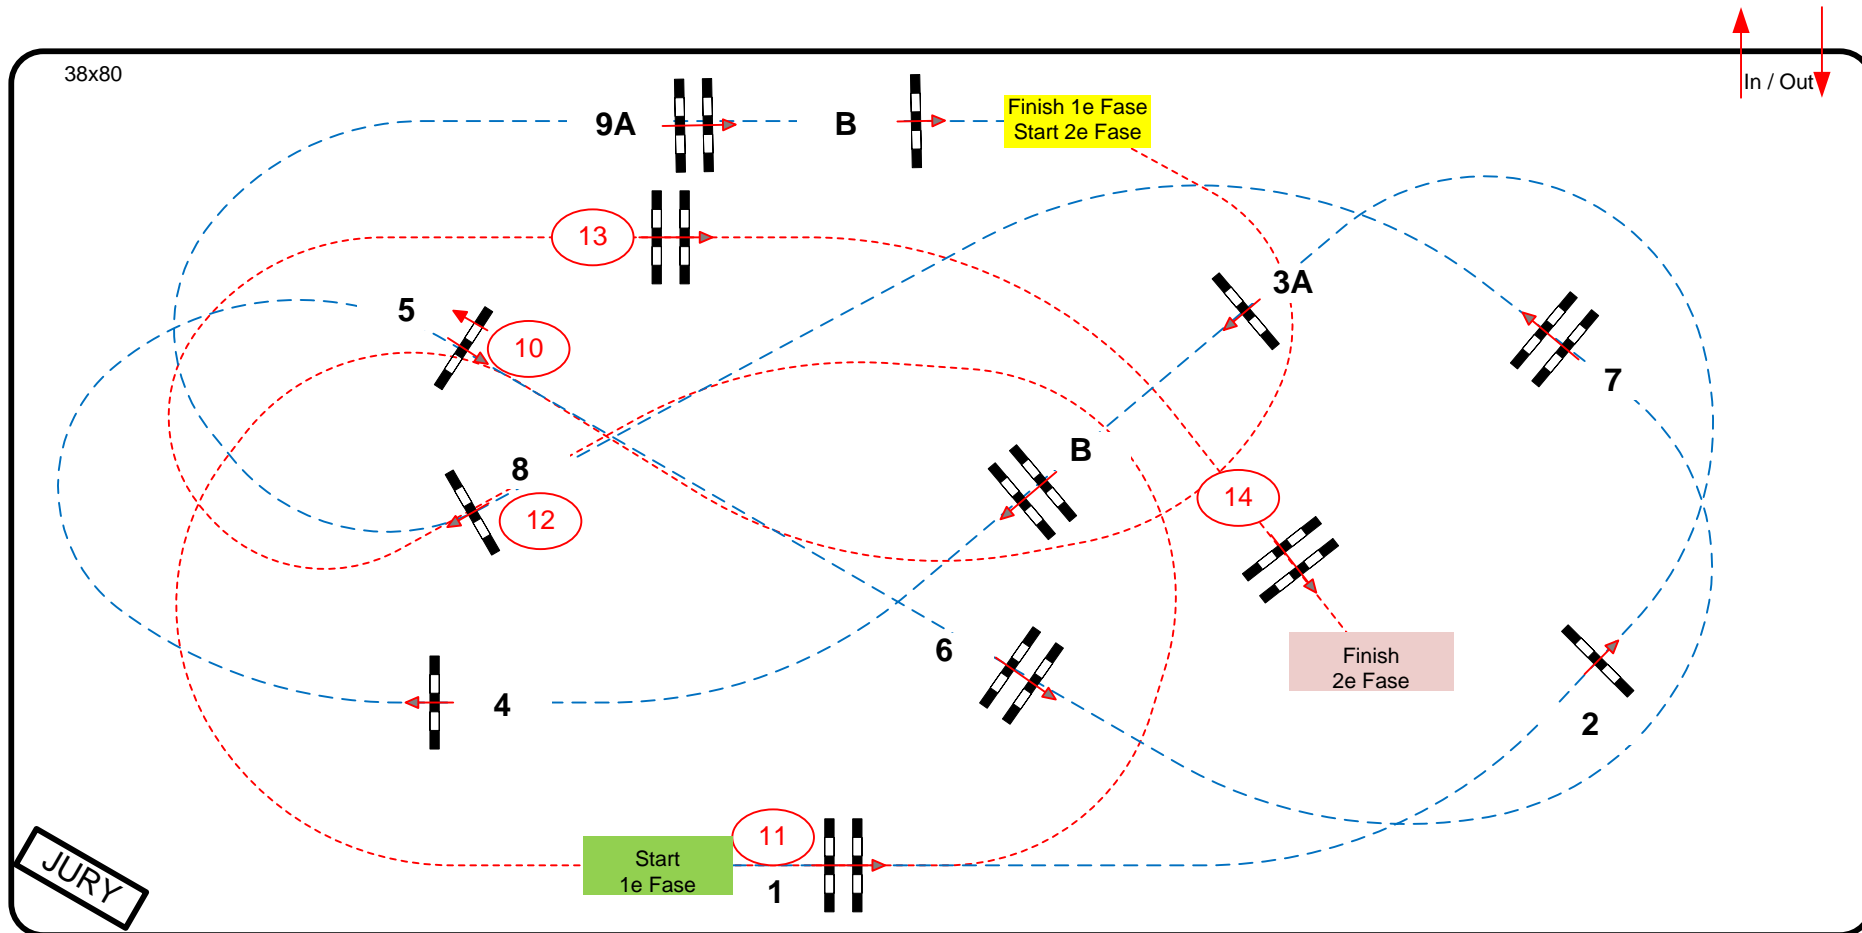 38x80
In / Out
9A
B
Finish 1e Fase
Start 2e Fase
13
3A
5
10
7
B
8
14
12
6
Finish
2e Fase
4
2
11
Start
1e Fase
1
JURY